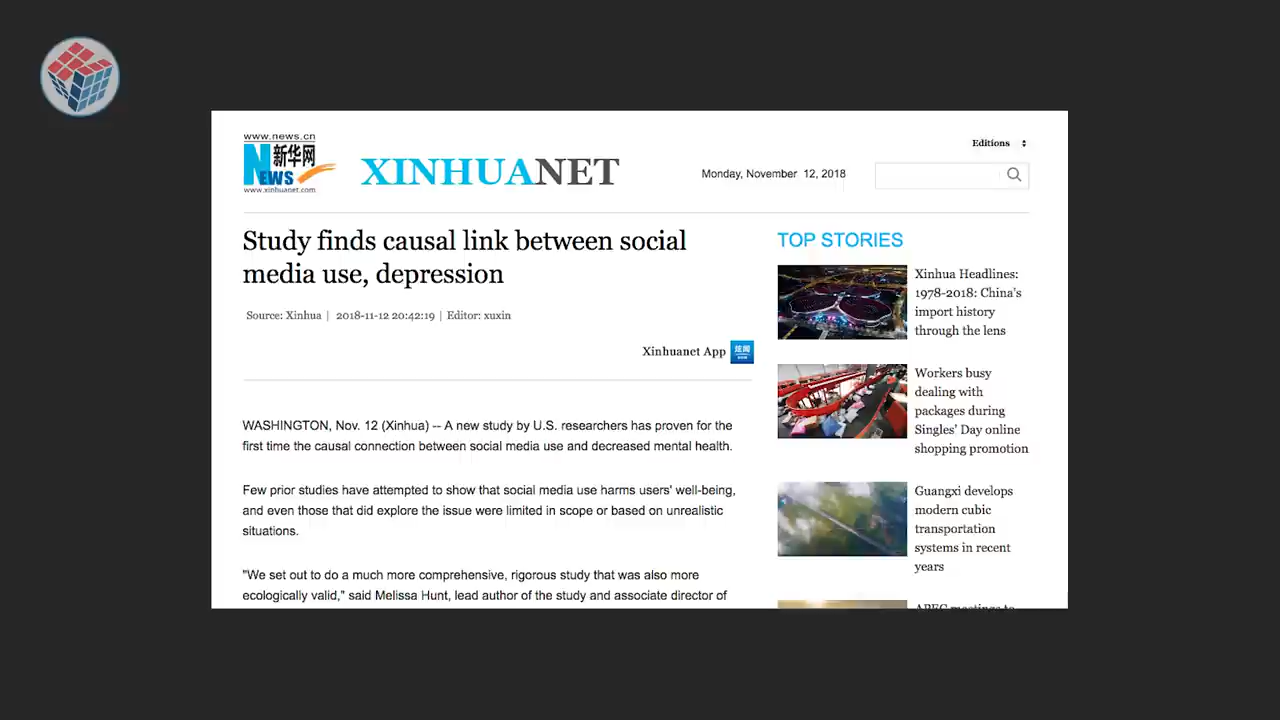 www.news.cn
新华网
NEWS
www.xinhuanet.com
XINHUANET
Monday, November 12, 2018
Editions
Study finds causal link between social
media use, depression
Source: Xinhua | 2018-11-12 20:42:19 | Editor: xuxin
Xinhuanet App
WASHINGTON, Nov. 12 (Xinhua) -- A new study by U.S. researchers has proven for the
first time the causal connection between social media use and decreased mental health.
Few prior studies have attempted to show that social media use harms users' well-being,
and even those that did explore the issue were limited in scope or based on unrealistic
situations.
"We set out to do a much more comprehensive, rigorous study that was also more
ecologically valid," said Melissa Hunt, lead author of the study and associate director of
TOP STORIES
Xinhua Headlines:
1978-2018: China's
import history
through the lens
Workers busy
dealing with
packages during
Singles' Day online
shopping promotion
Guangxi develops
modern cubic
transportation
systems in recent
years
APEC meetings to